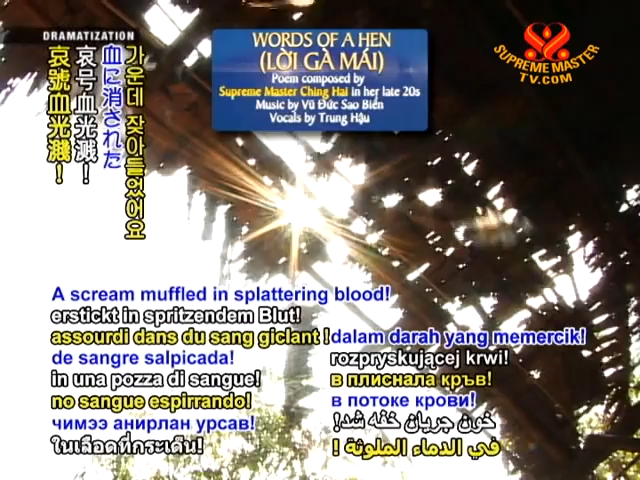 DRAMATIZATION
WORDS OF A HEN
(LỜI GÀ MÁI)
Poem composed by
Supreme Master Ching Hai in her late 20s
Music by Vũ Đức Sao Biển
Vocals by Trung Hậu
SUPREME MASTER
TV.COM
가운데 잦아들었어요
血に消された
哀号血光溅！
哀號血光濺！
A scream muffled in splattering blood!
erstickt in spritzendem Blut!
assourdi dans du sang giclant !
de sangre salpicada!
in una pozza di sangue!
no sangue espirrando!
чимээ анирлан урсав!
ในเลือดที่กระเด็น!
dalam darah yang memercik!
rozpryskującej krwi!
в плиснала кръв!
в потоке крови!
خون جریان خفه شد!
في الدماء الملوثة !